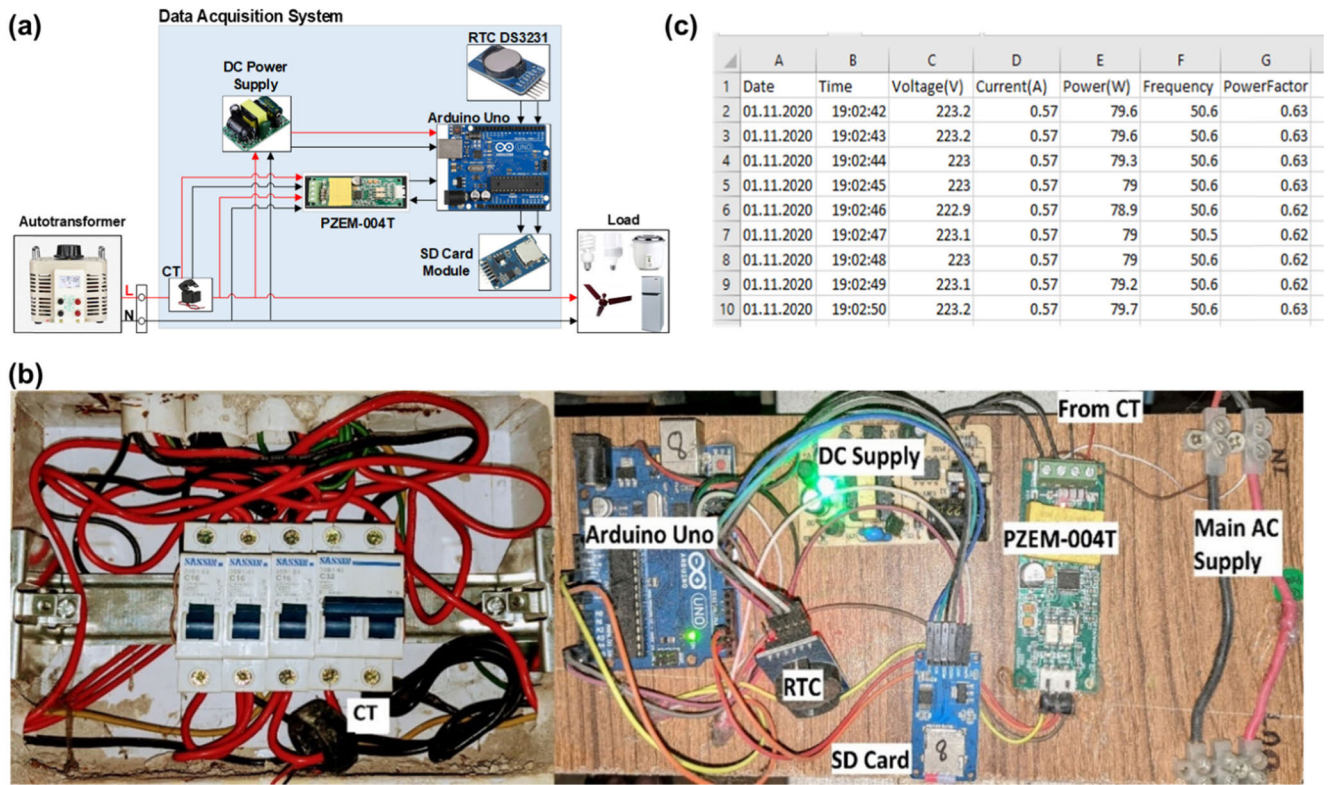 (a)
Data Acquisition System
RTC DS3231
DC Power
Supply
Arduino Uno
PZEM-004T
Autotransformer
SD Card
Module
Load
CT
L
N
(c)
A B C D E F G
1 Date Time Voltage(V) Current(A) Power(W) Frequency PowerFactor
2 01.11.2020 19:02:42 223.2 0.57 79.6 50.6 0.63
3 01.11.2020 19:02:43 223.2 0.57 79.6 50.6 0.63
4 01.11.2020 19:02:44 223 0.57 79.3 50.6 0.63
5 01.11.2020 19:02:45 223 0.57 79 50.6 0.63
6 01.11.2020 19:02:46 222.9 0.57 78.9 50.6 0.62
7 01.11.2020 19:02:47 223.1 0.57 79 50.5 0.62
8 01.11.2020 19:02:48 223 0.57 79 50.6 0.62
9 01.11.2020 19:02:49 223.1 0.57 79.2 50.6 0.62
10 01.11.2020 19:02:50 223.2 0.57 79.7 50.6 0.63
(b)
C16
C16
C16
C32
CT
From CT
8
DC Supply
IN
Arduino Uno
ARDUINO
UNO
PZEM-004T
Main AC
Supply
RTC
SD Card
8
OUT